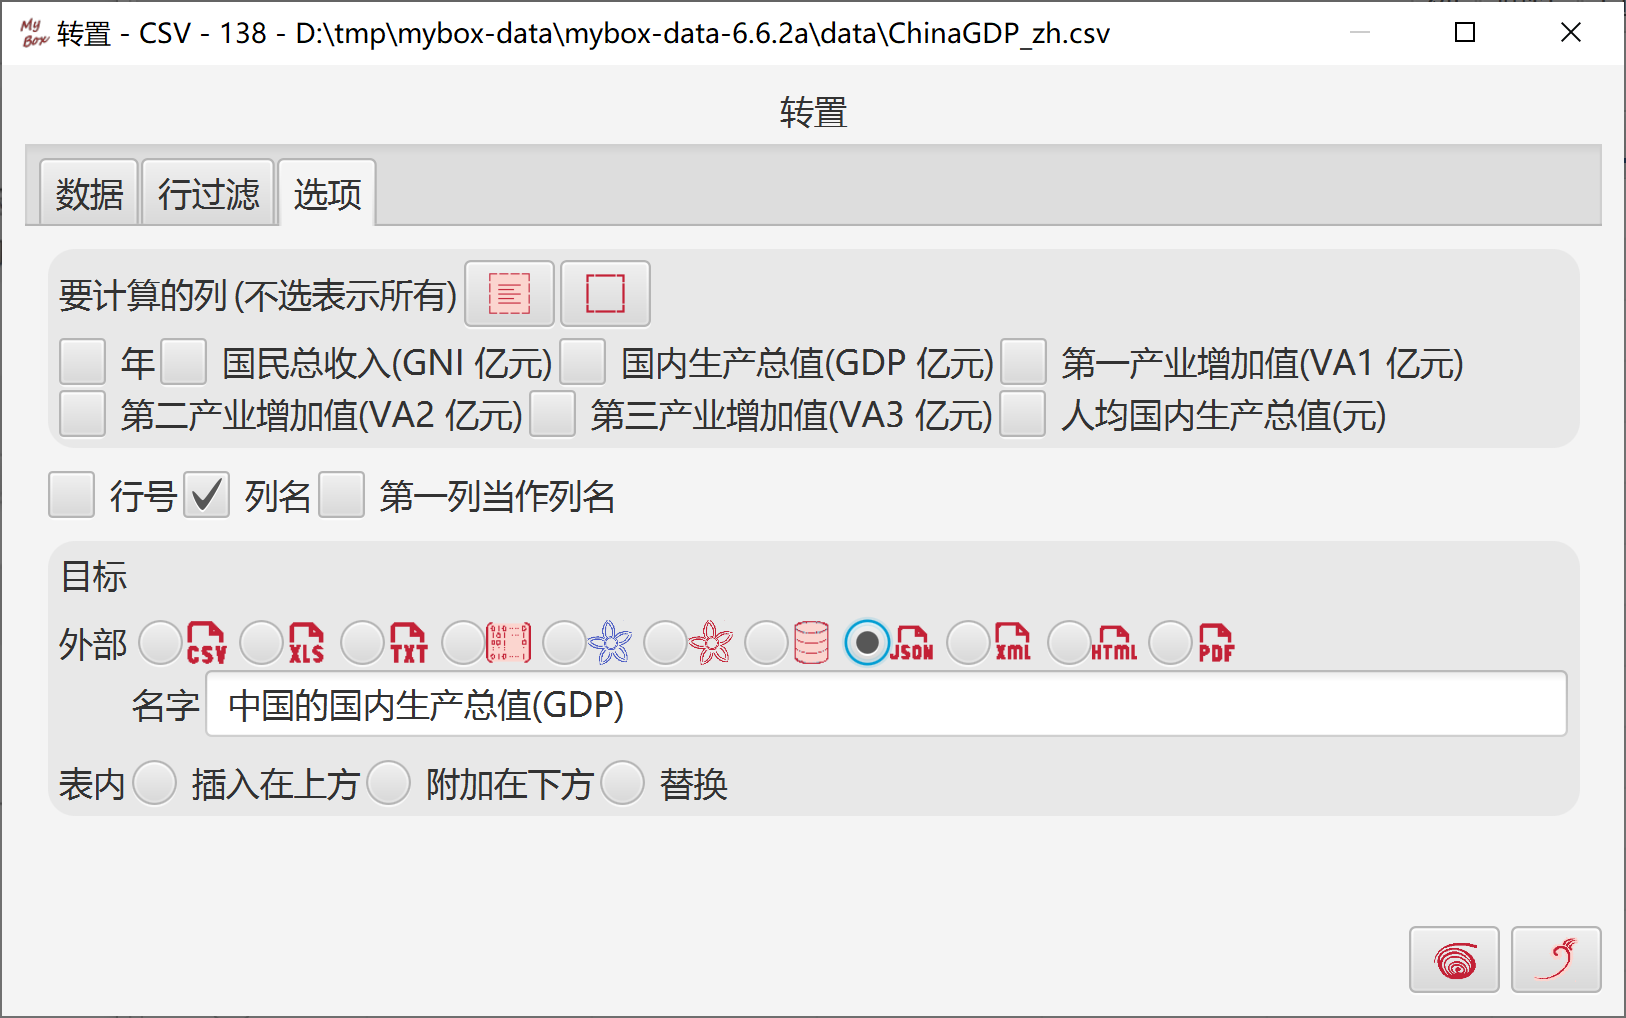 My Box 转置 - CSV - 138 - D:\tmp\mybox-data\mybox-data-6.6.2a\data\ChinaGDP_zh.csv
转置
数据 行过滤 选项
要计算的列(不选表示所有)
年 国民总收入(GNI 亿元) 国内生产总值(GDP 亿元) 第一产业增加值(VA1 亿元)
第二产业增加值(VA2 亿元) 第三产业增加值(VA3 亿元) 人均国内生产总值(元)
行号 列名 第一列当作列名
目标
外部 CSV XLS TXT JSON XML HTML PDF
名字 中国的国内生产总值(GDP)
表内 插入在上方 附加在下方 替换